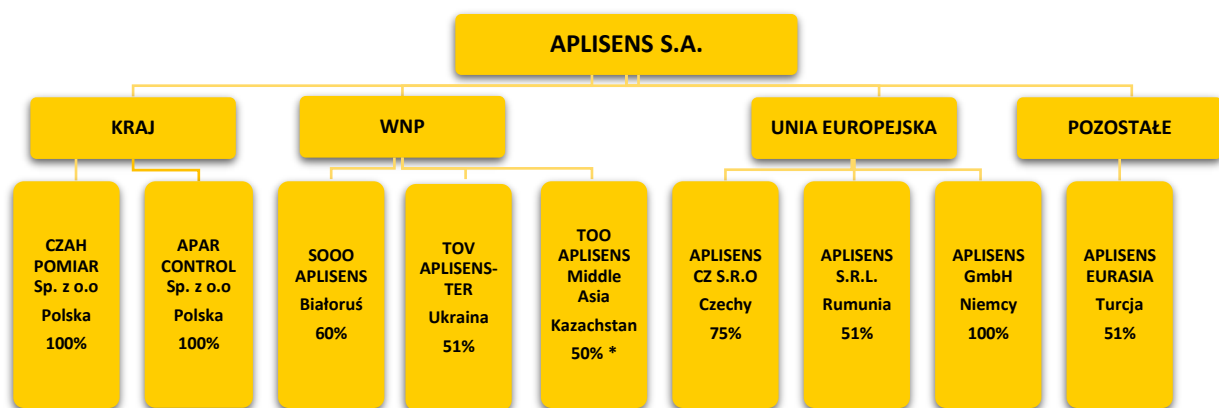 APLISENS S.A.
KRAJ
WNP
UNIA EUROPEJSKA
POZOSTAŁE
CZAH
POMIAR
Sp. z o.o
Polska
100%
APAR
CONTROL
Sp. z o.o
Polska
100%
SOOO
APLISENS
Białoruś
60%
TOV
APLISENS-
TER
Ukraina
51%
TOO
APLISENS
Middle
Asia
Kazachstan
50% *
APLISENS
CZ S.R.O
Czechy
75%
APLISENS
S.R.L.
Rumunia
51%
APLISENS
GmbH
Niemcy
100%
APLISENS
EURASIA
Turcja
51%